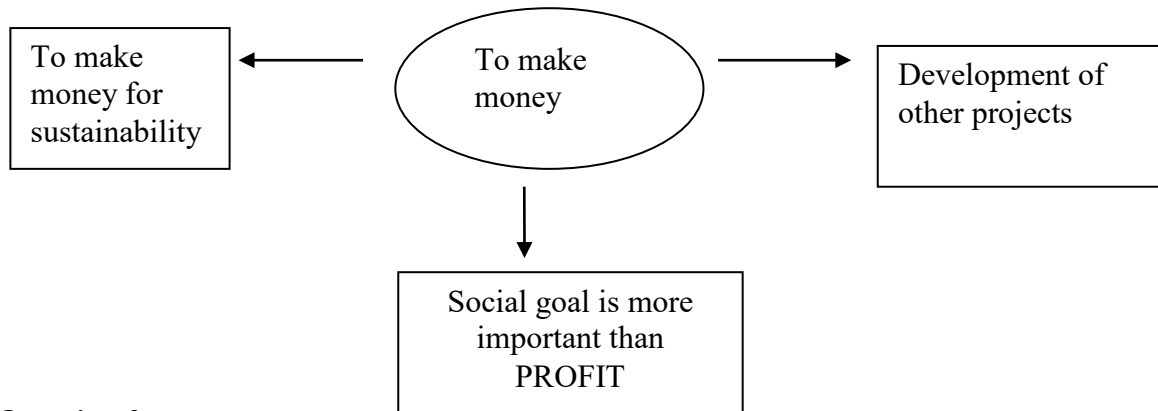 To make
money for
sustainability
To make
money
Development of
other projects
Social goal is more
important than
PROFIT